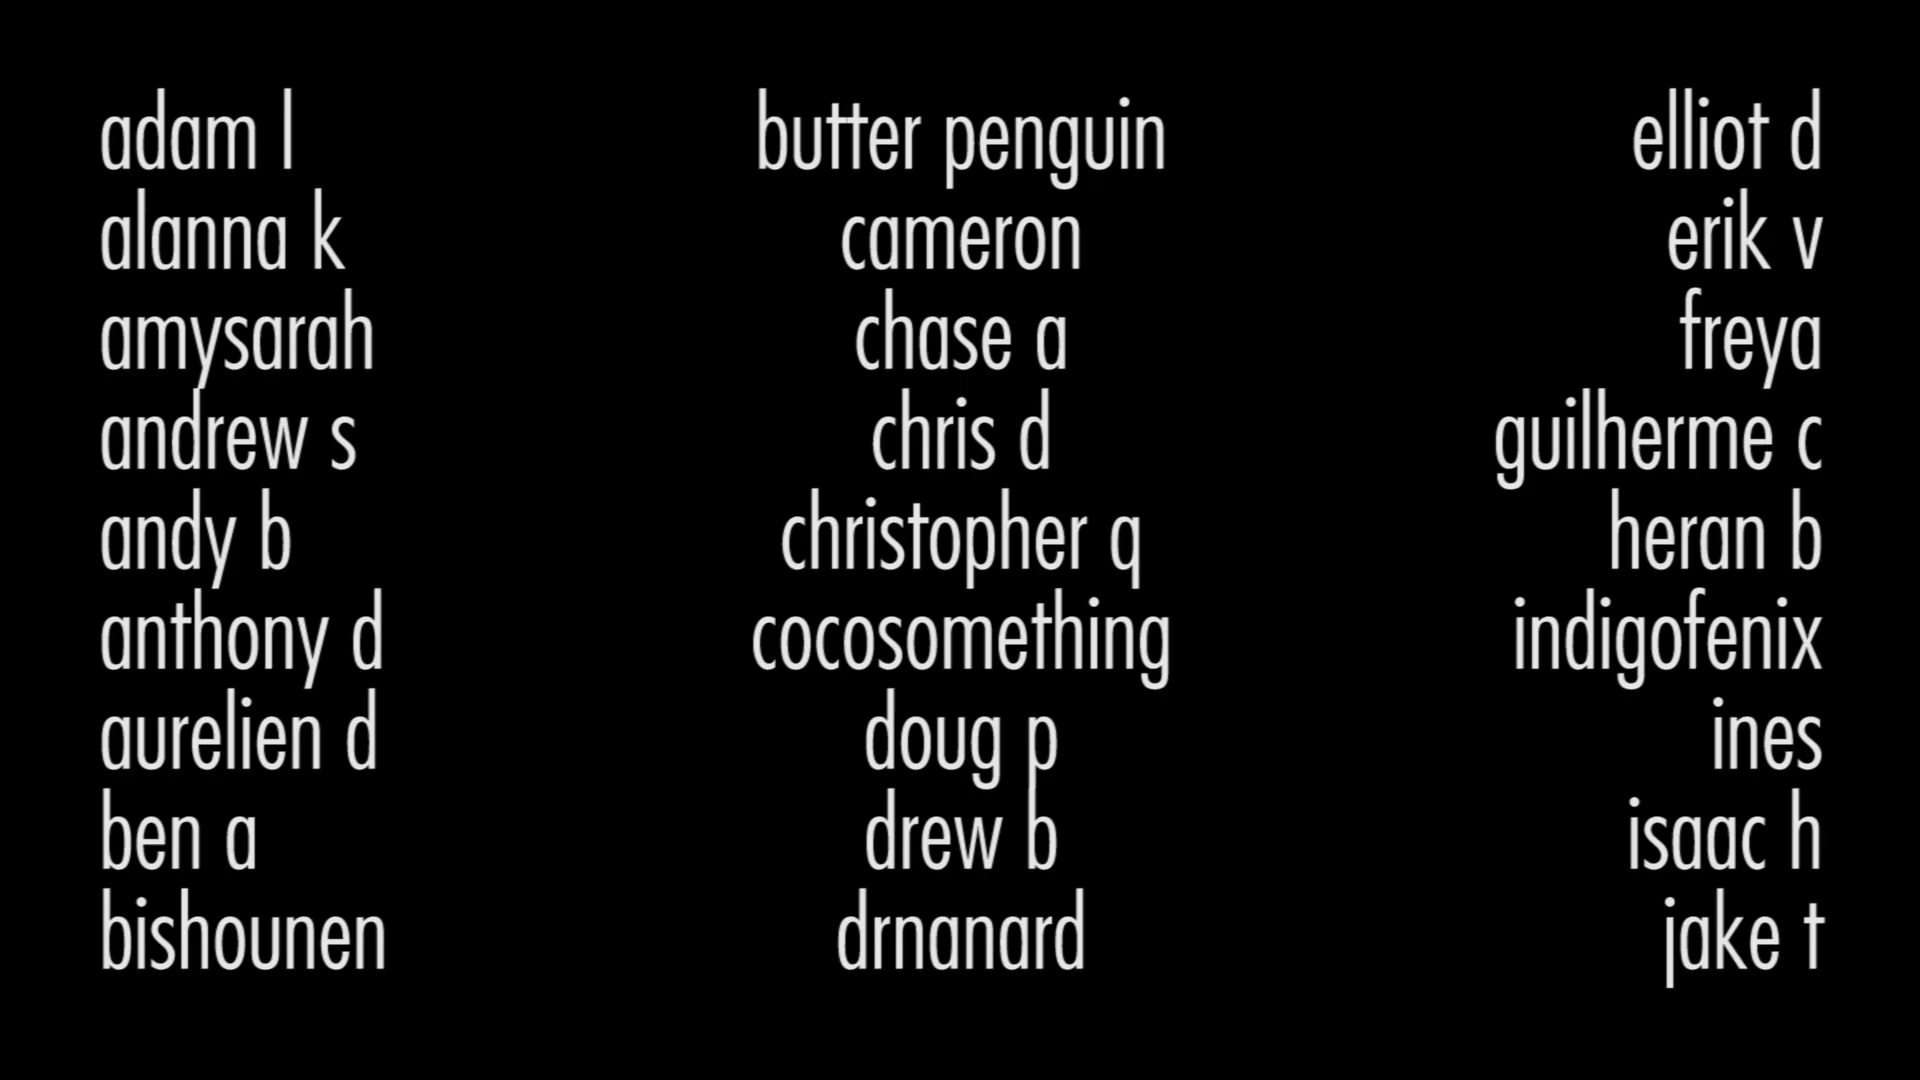 adam l
alanna k
amysarah
andrew s
andy b
anthony d
aurelien d
ben a
bishounen
butter penguin
cameron
chase a
chris d
christopher q
cocosomething
doug p
drew b
drnanard
elliot d
erik v
freya
guilherme c
heran b
indigofenix
ines
isaac h
jake t